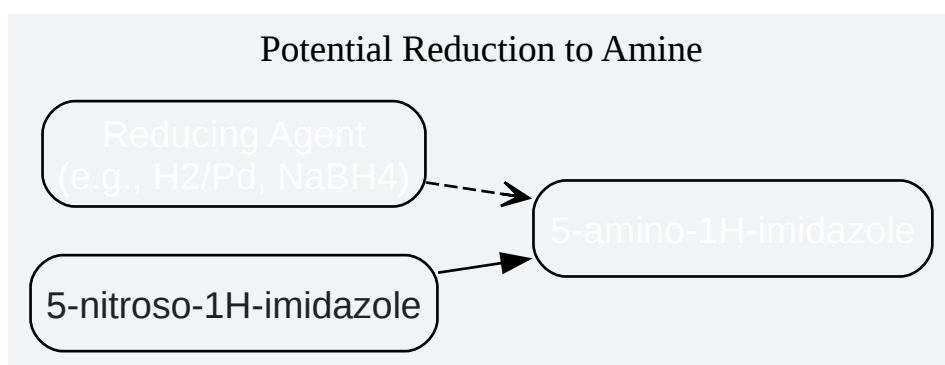 Potential Reduction to Amine
Reducing Agent
(e.g., H2/Pd, NaBH4)
5-amino-1H-imidazole
5-nitroso-1H-imidazole